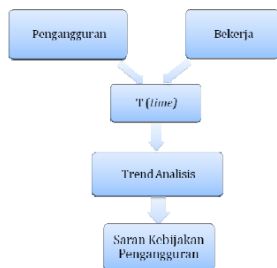 Pengangguran
Bekerja
T (time)
Trend Analisis
Saran Kebijakan
Pengangguran